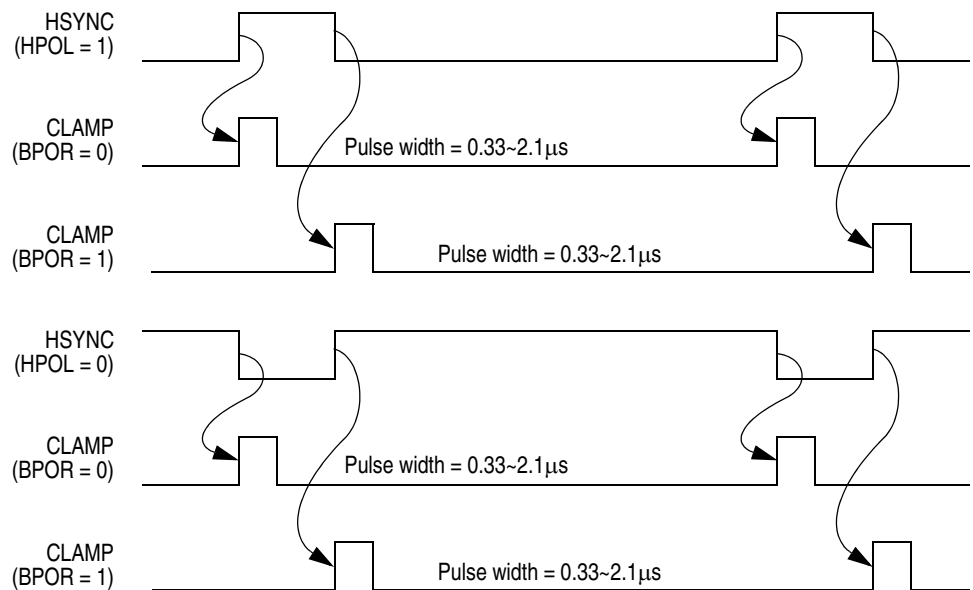 HSYNC
(HPOL = 1)
CLAMP
(BPOR = 0)
Pulse width = 0.33~2.1μs
CLAMP
(BPOR = 1)
Pulse width = 0.33~2.1μs
HSYNC
(HPOL = 0)
CLAMP
(BPOR = 0)
Pulse width = 0.33~2.1μs
CLAMP
(BPOR = 1)
Pulse width = 0.33~2.1μs